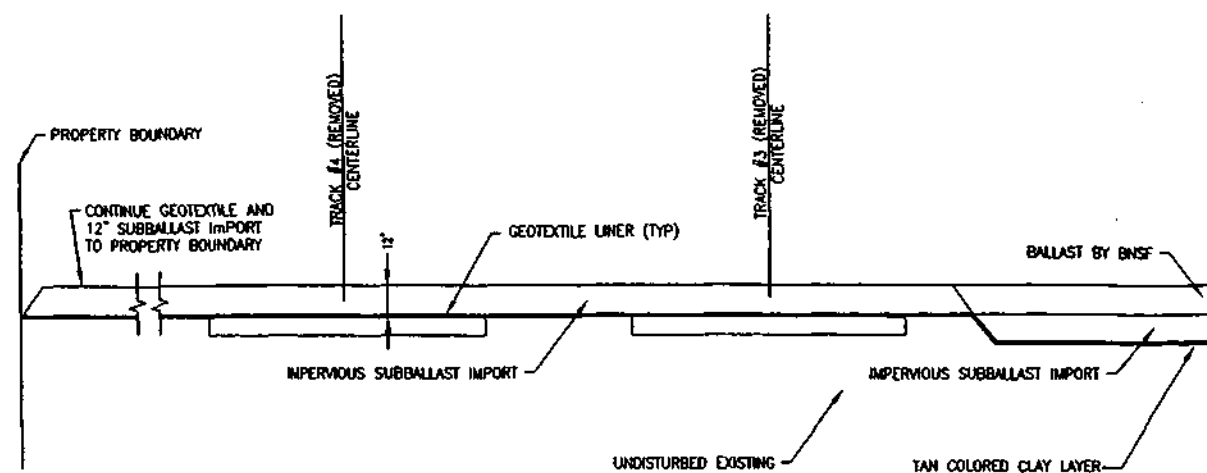 PROPERTY BOUNDARY
CONTINUE GEOTEXTILE AND
12" SUBBALLAST ImPORT
TO PROPERTY BOUNDARY
TRACK #4 (REMOVED)
CENTERLINE
12"
GEOTEXTILE LINER (TYP)
TRACK #3 (REMOVED)
CENTERLINE
BALLAST BY BNSF
IMPERVIOUS SUBBALLAST IMPORT
IMPERVIOUS SUBBALLAST IMPORT
UNDISTURBED EXISTING
TAN COLORED CLAY LAYER